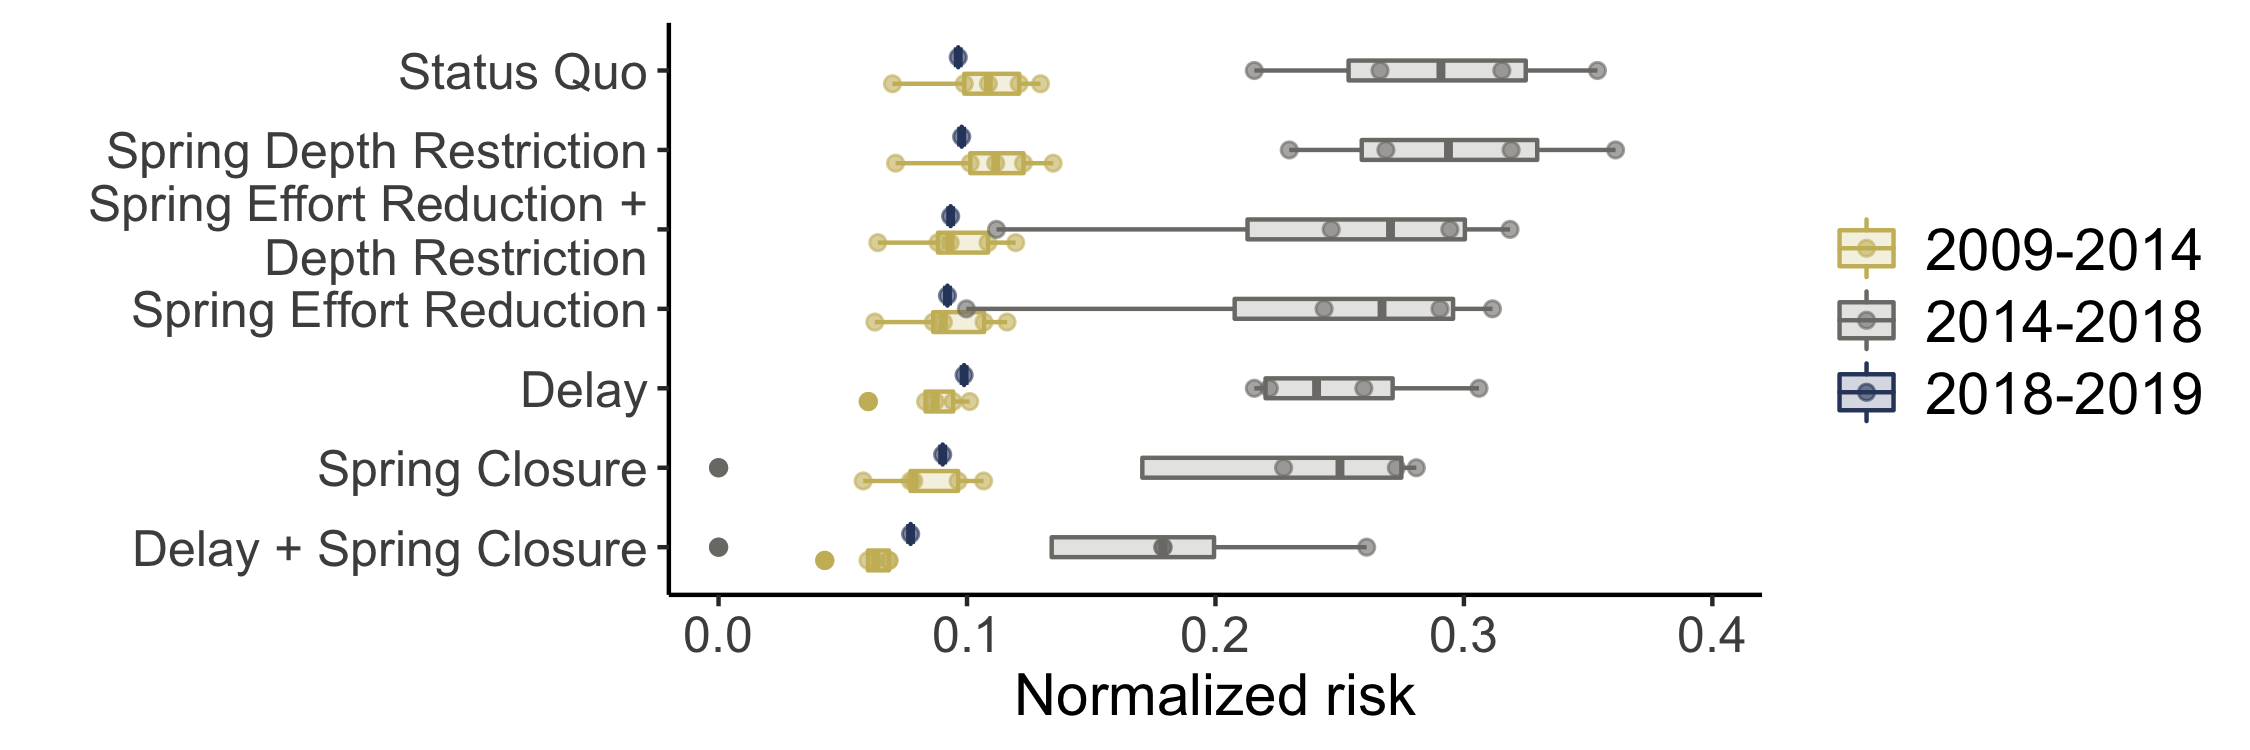 Status Quo
Spring Depth Restriction
Spring Effort Reduction +
Depth Restriction
Spring Effort Reduction
Delay
Spring Closure
Delay + Spring Closure
0.0 0.1 0.2 0.3 0.4
Normalized risk
2009-2014
2014-2018
2018-2019